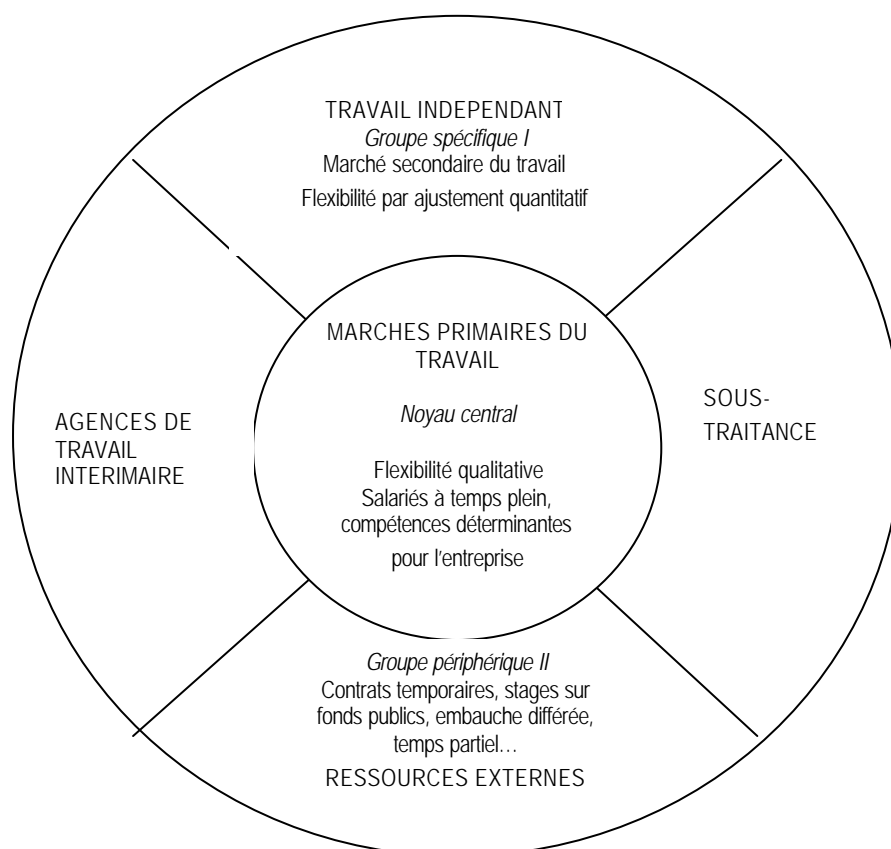 TRAVAIL INDEPENDANT
Groupe spécifique I
Marché secondaire du travail
Flexibilité par ajustement quantitatif
MARCHES PRIMAIRES DU
TRAVAIL
Noyau central
Flexibilité qualitative
Salariés à temps plein,
compétences déterminantes
pour l'entreprise
AGENCES DE
TRAVAIL
INTERIMAIRE
SOUS-
TRAITANCE
Groupe périphérique II
Contrats temporaires, stages sur
fonds publics, embauche différée,
temps partiel…
RESSOURCES EXTERNES